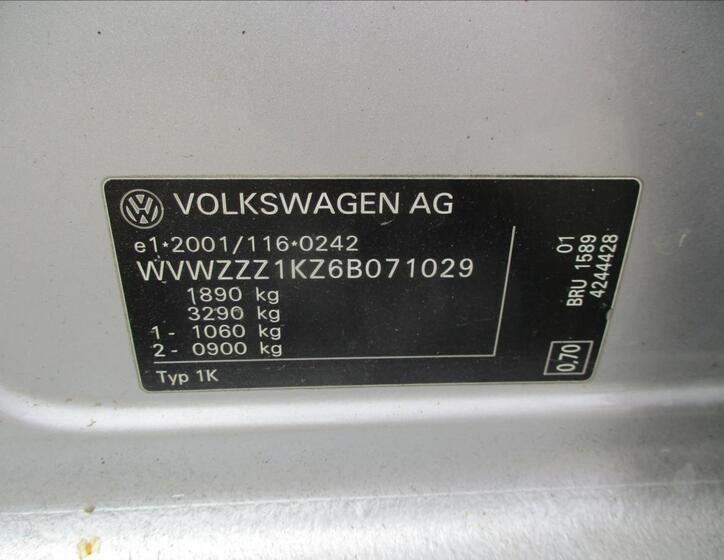 VOLKSWAGEN AG
e1*2001/116*0242
WVWZZZ1KZ6B071029
1890 kg
3290 kg
1 - 1060 kg
2 - 0900 kg
Typ 1K
01
BRU 1589
4244428
0,70